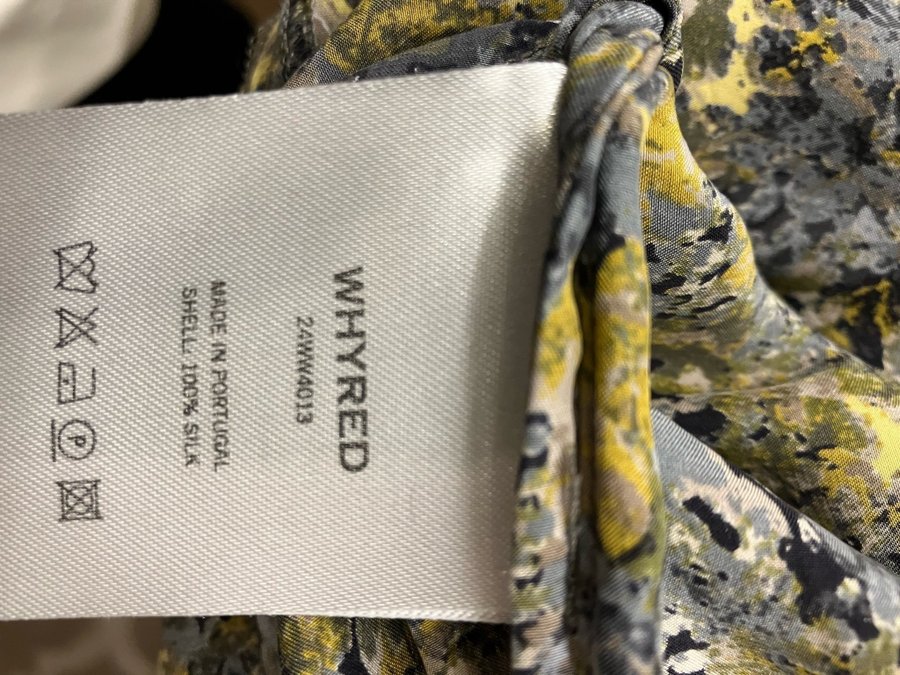 WHYRED
24WW4013
MADE IN PORTUGAL
SHELL: 100% SILK
P